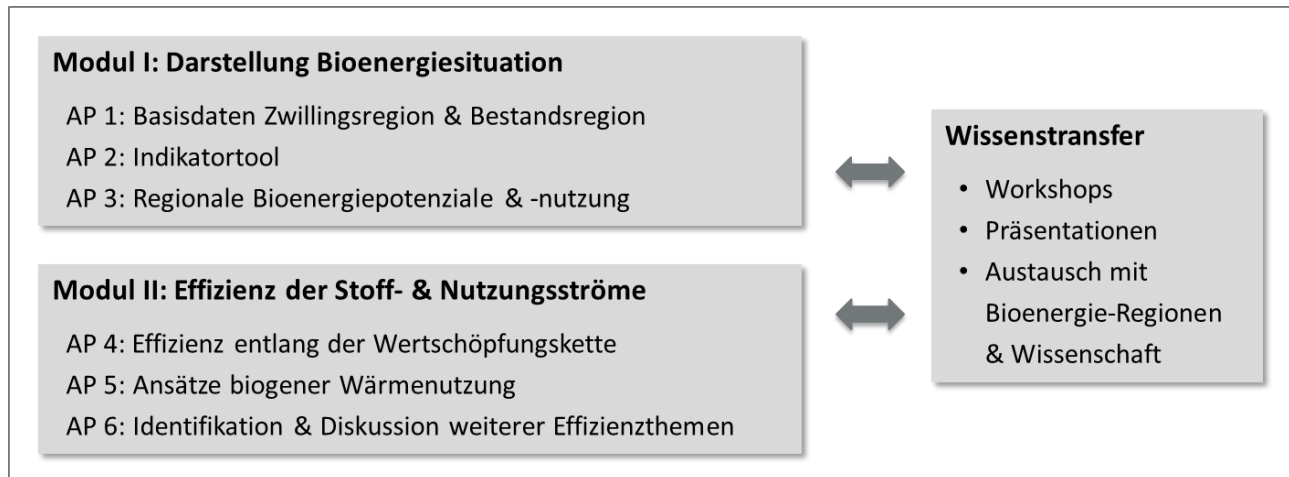 Modul I: Darstellung Bioenergiesituation
AP 1: Basisdaten Zwillingsregion & Bestandsregion
AP 2: Indikatortool
AP 3: Regionale Bioenergiepotenziale & -nutzung
Modul II: Effizienz der Stoff- & Nutzungsströme
AP 4: Effizienz entlang der Wertschöpfungskette
AP 5: Ansätze biogener Wärmenutzung
AP 6: Identifikation & Diskussion weiterer Effizienzthemen
Wissenstransfer
• Workshops
• Präsentationen
• Austausch mit
Bioenergie-Regionen
& Wissenschaft